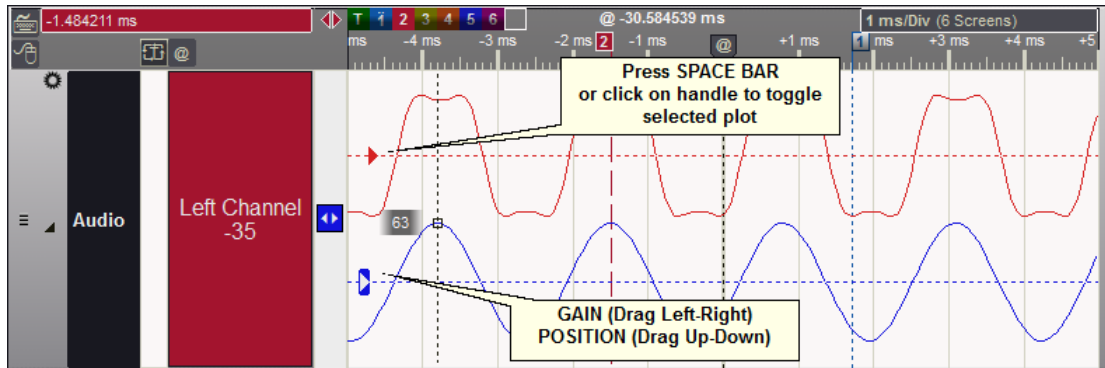 -1.484211 ms
T 1 2 3 4 5 6
@ -30.584539 ms
1 ms/Div (6 Screens)
@
ms -4 ms -3 ms -2 ms 2 -1 ms @ +1 ms 1 ms +3 ms +4 ms +5
Press SPACE BAR
or click on handle to toggle
selected plot
Audio
Left Channel
-35
63
GAIN (Drag Left-Right)
POSITION (Drag Up-Down)